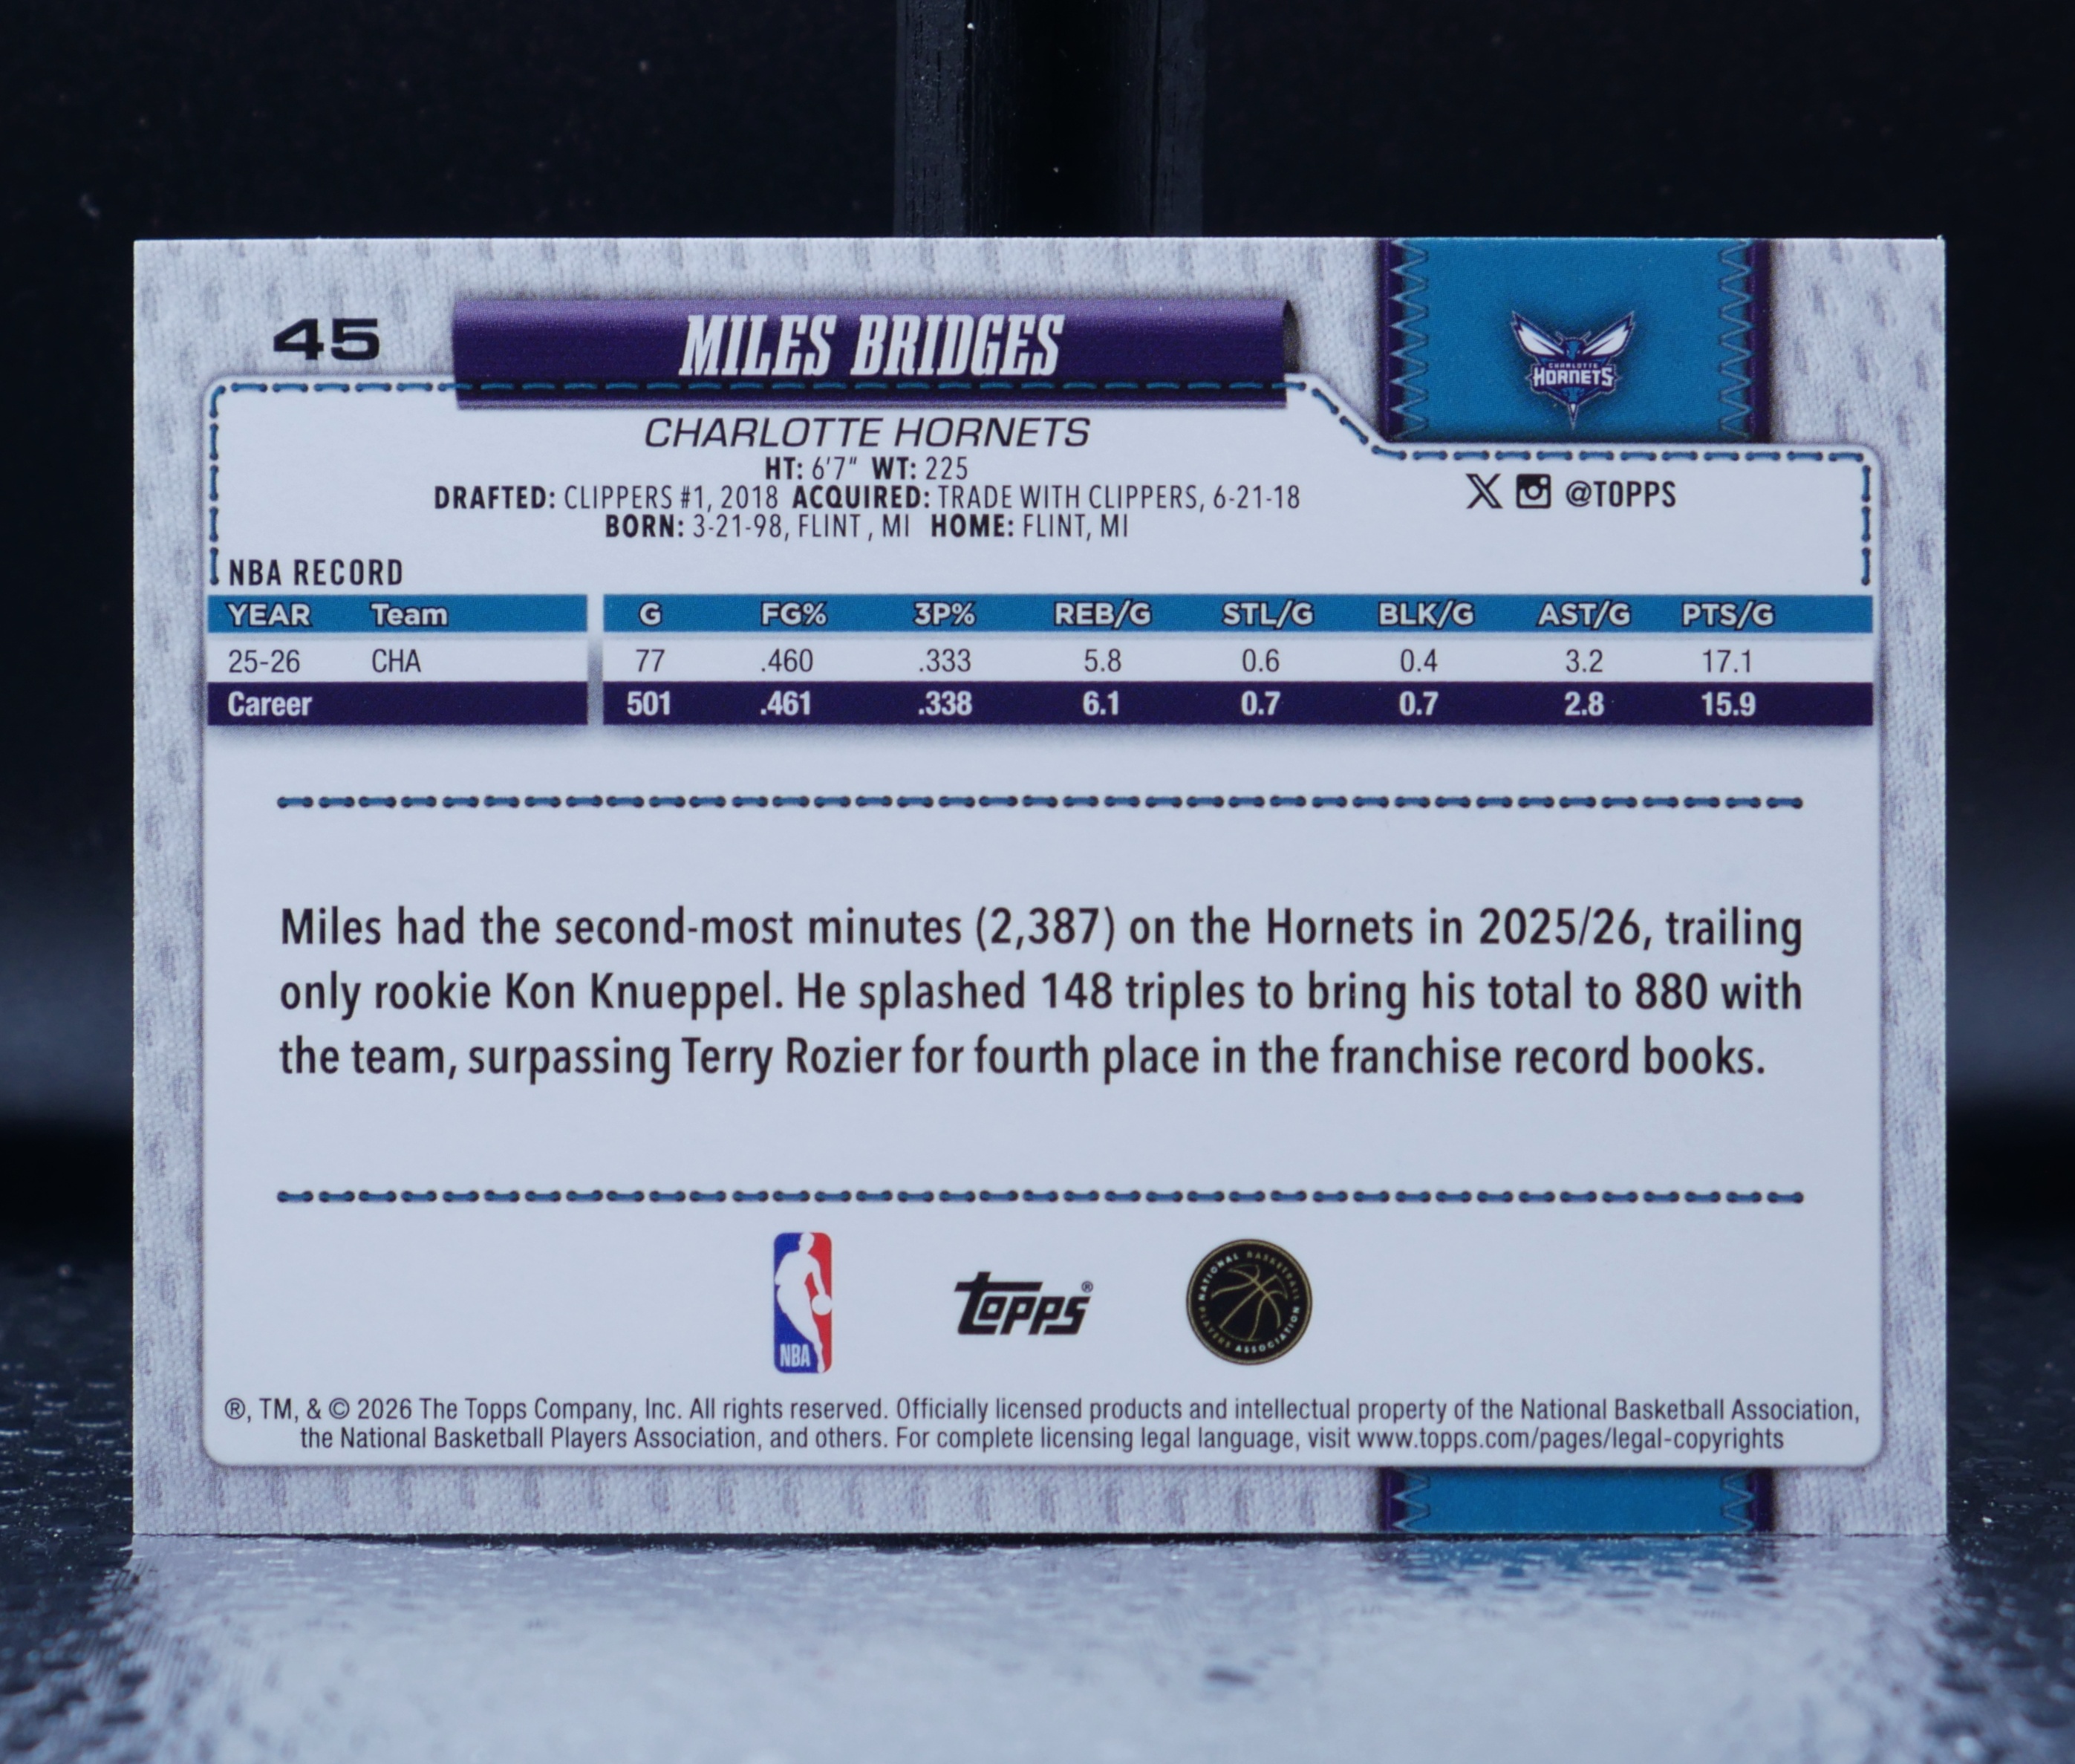 45
MILES BRIDGES
CHARLOTTE HORNETS
CHARLOTTE HORNETS
HT: 6'7" WT: 225
DRAFTED: CLIPPERS #1, 2018 ACQUIRED: TRADE WITH CLIPPERS, 6-21-18
BORN: 3-21-98, FLINT , MI HOME: FLINT, MI
@TOPPS
NBA RECORD
YEAR Team G FG% 3P% REB/G STL/G BLK/G AST/G PTS/G
25-26 CHA 77 .460 .333 5.8 0.6 0.4 3.2 17.1
Career 501 .461 .338 6.1 0.7 0.7 2.8 15.9
Miles had the second-most minutes (2,387) on the Hornets in 2025/26, trailing
only rookie Kon Knueppel. He splashed 148 triples to bring his total to 880 with
the team, surpassing Terry Rozier for fourth place in the franchise record books.
NBA
Topps®
NATIONAL BASKETBALL PLAYERS ASSOCIATION
®, TM, & © 2026 The Topps Company, Inc. All rights reserved. Officially licensed products and intellectual property of the National Basketball Association,
the National Basketball Players Association, and others. For complete licensing legal language, visit www.topps.com/pages/legal-copyrights